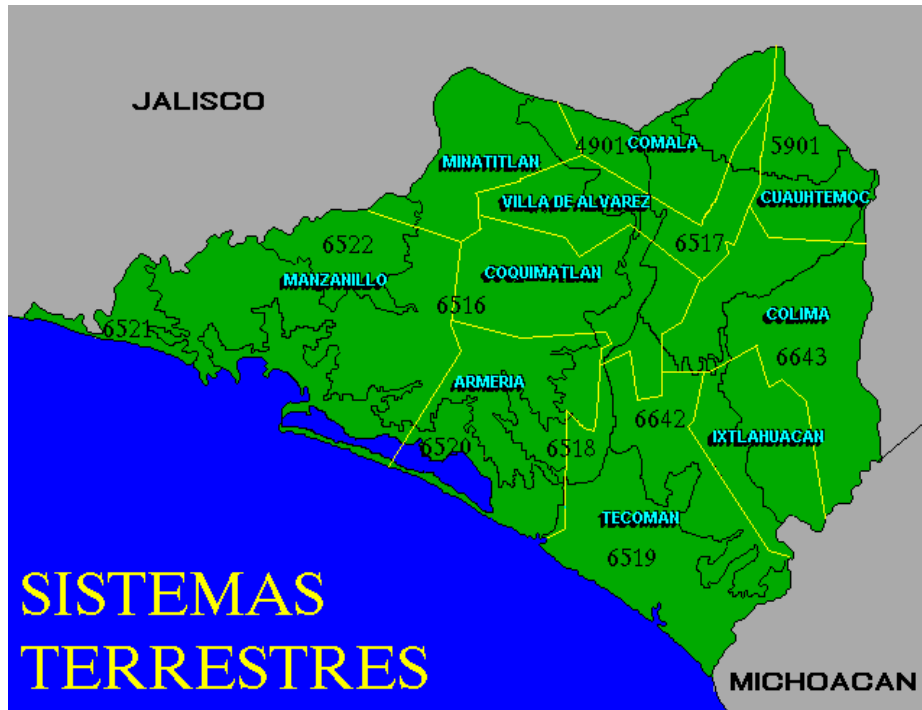 JALISCO
4901
COMALA
5901
MINATITLAN
VILLA DE ALVAREZ
CUAUHTEMOC
6522
6517
MANZANILLO
COQUIMATLAN
6516
COLIMA
6521
6643
ARMERIA
6642
IXTLAHUACAN
6520
6518
TECOMAN
6519
SISTEMAS
TERRESTRES
MICHOACAN